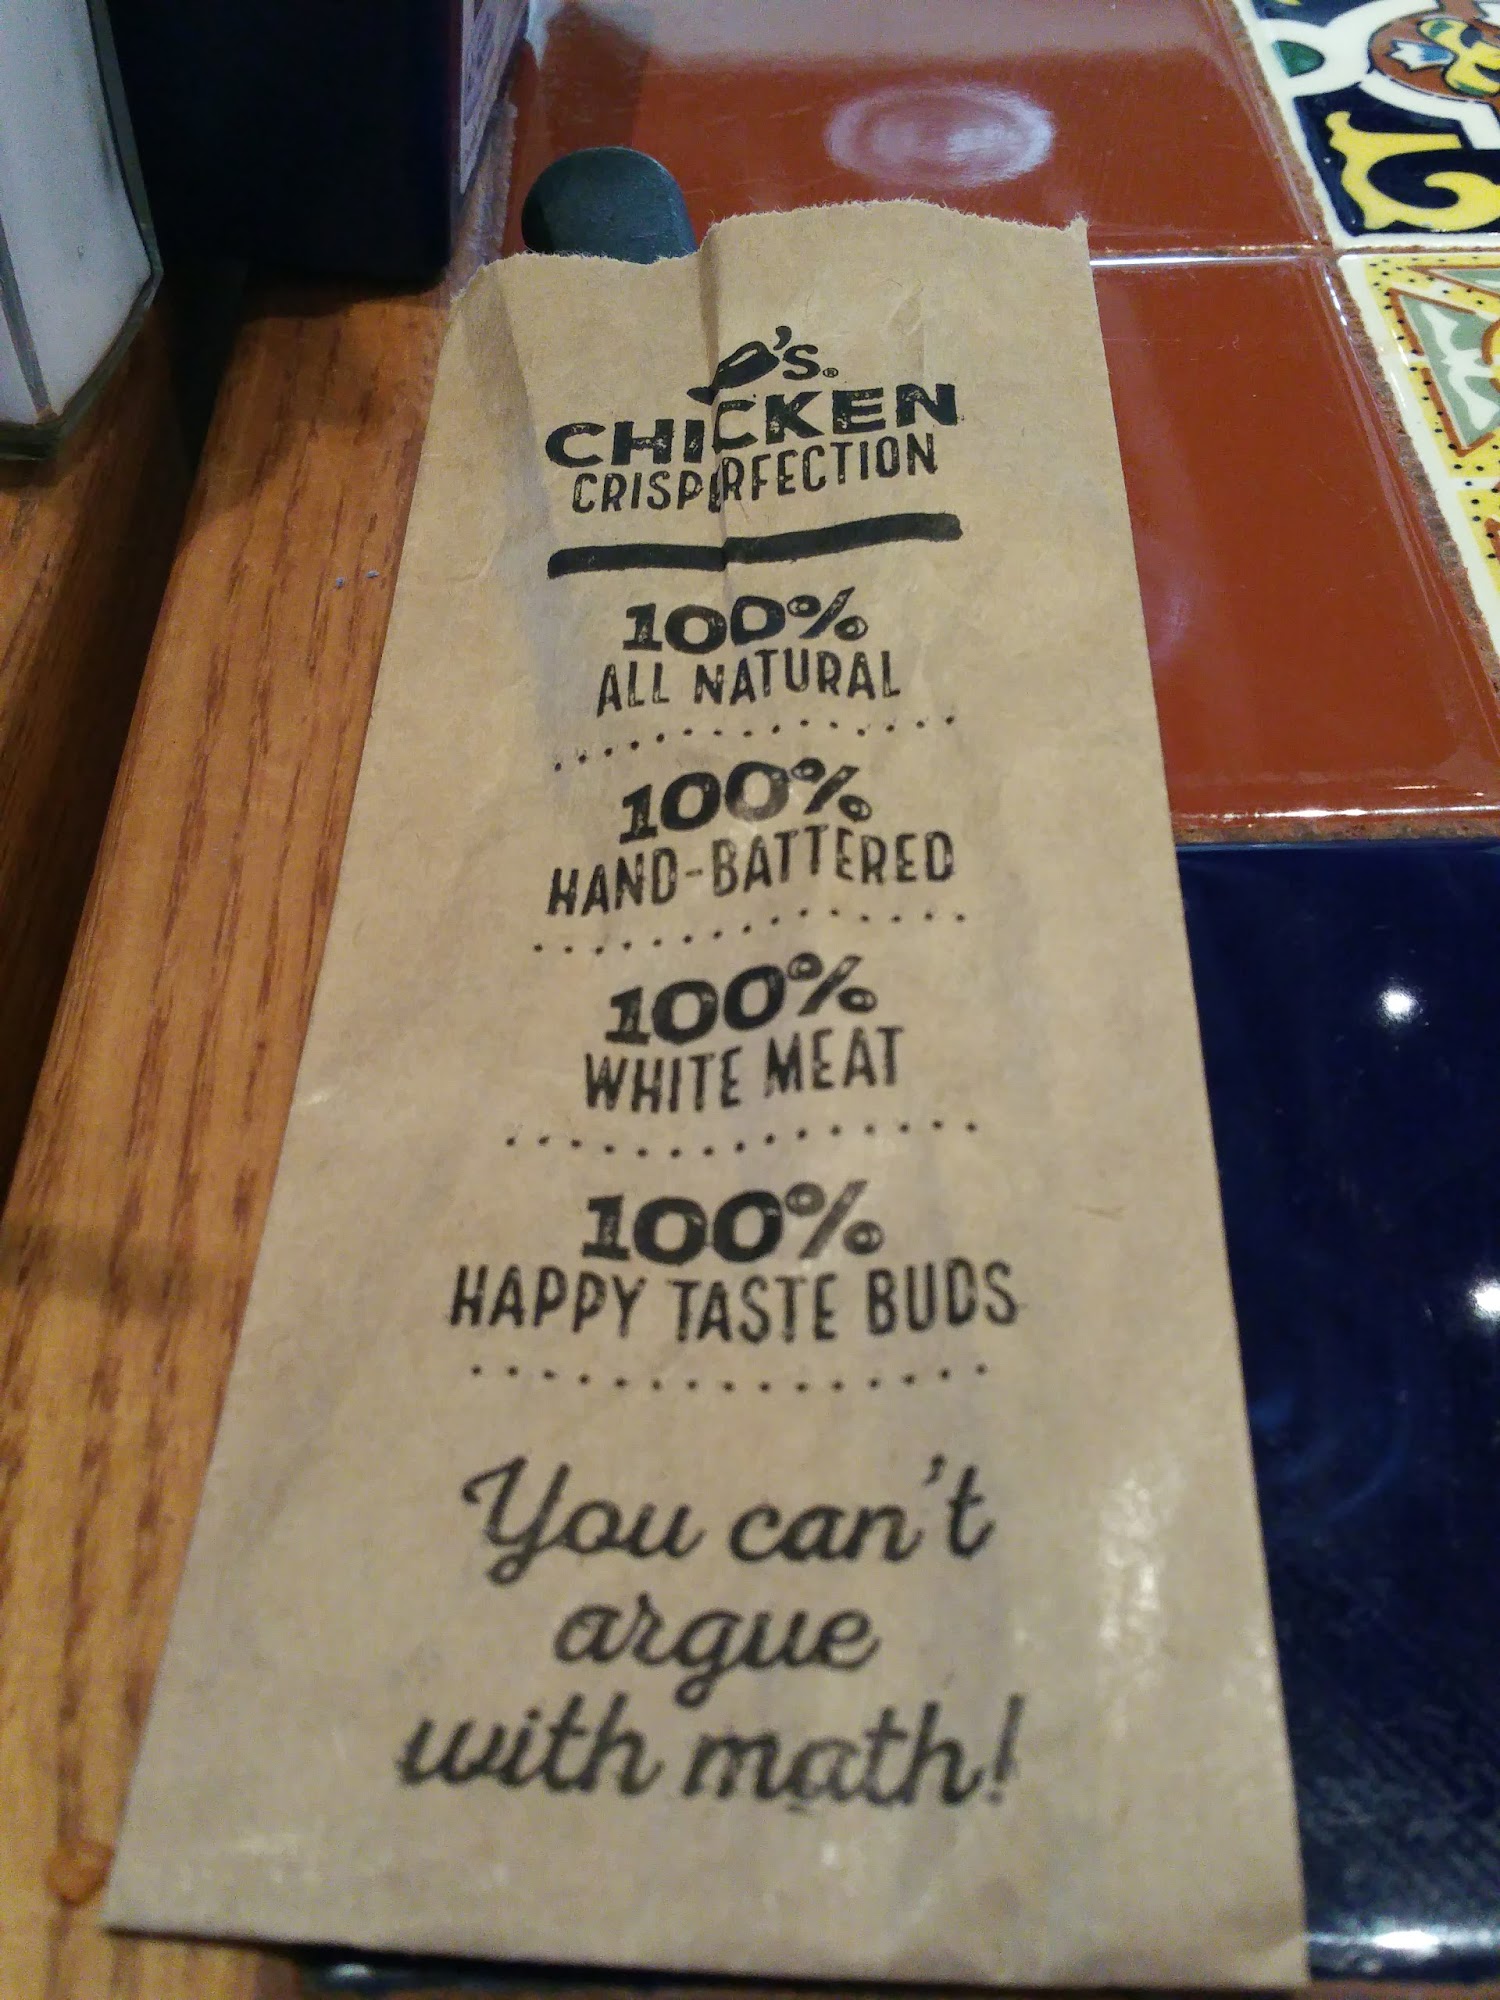 's®
CHICKEN
CRISPERFECTION
100%
ALL NATURAL
100%
HAND-BATTERED
100%
WHITE MEAT
100%
HAPPY TASTE BUDS
You can't
argue
with math!